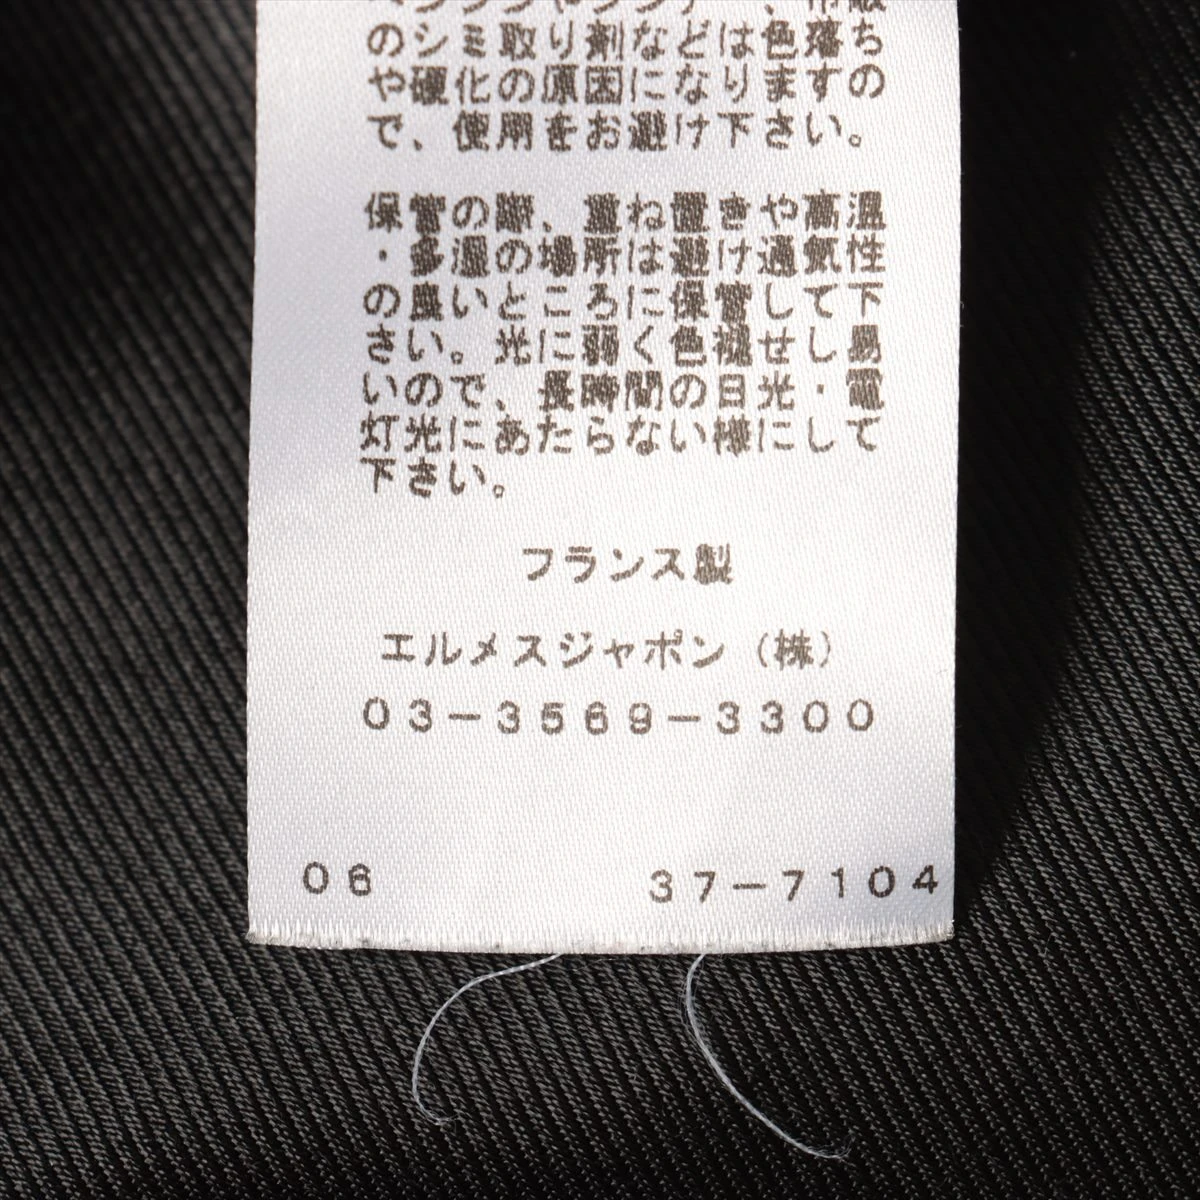 のシミ取り剤などは色落ち
や硬化の原因になりますの
で、使用をお避け下さい。
保管の際、重ね置きや高温
・多湿の場所は避け通気性
の良いところに保管して下
さい。光に弱く色褪せし易
いので、長時間の日光・電
灯光にあたらない様にして
下さい。
フランス製
エルメスジャポン（株）
03-3569-3300
06 37-7104